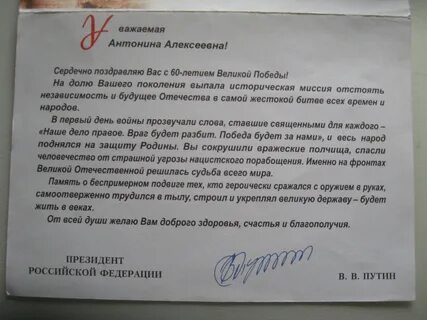 Уважаемая
Антонина Алексеевна!
Сердечно поздравляю Вас с 60-летием Великой Победы!
На долю Вашего поколения выпала историческая миссия отстоять
независимость и будущее Отечества в самой жестокой битве всех времен и
народов.
В первый день войны прозвучали слова, ставшие священными для каждого –
«Наше дело правое. Враг будет разбит. Победа будет за нами», и весь народ
поднялся на защиту Родины. Вы сокрушили вражеские полчища, спасли
человечество от страшной угрозы нацистского порабощения. Именно на фронтах
Великой Отечественной решилась судьба всего мира.
Память о беспримерном подвиге тех, кто героически сражался с оружием в руках,
самоотверженно трудился в тылу, строил и укреплял великую державу – будет
жить в веках.
От всей души желаю Вам доброго здоровья, счастья и благополучия.
ПРЕЗИДЕНТ
РОССИЙСКОЙ ФЕДЕРАЦИИ
В. В. ПУТИН